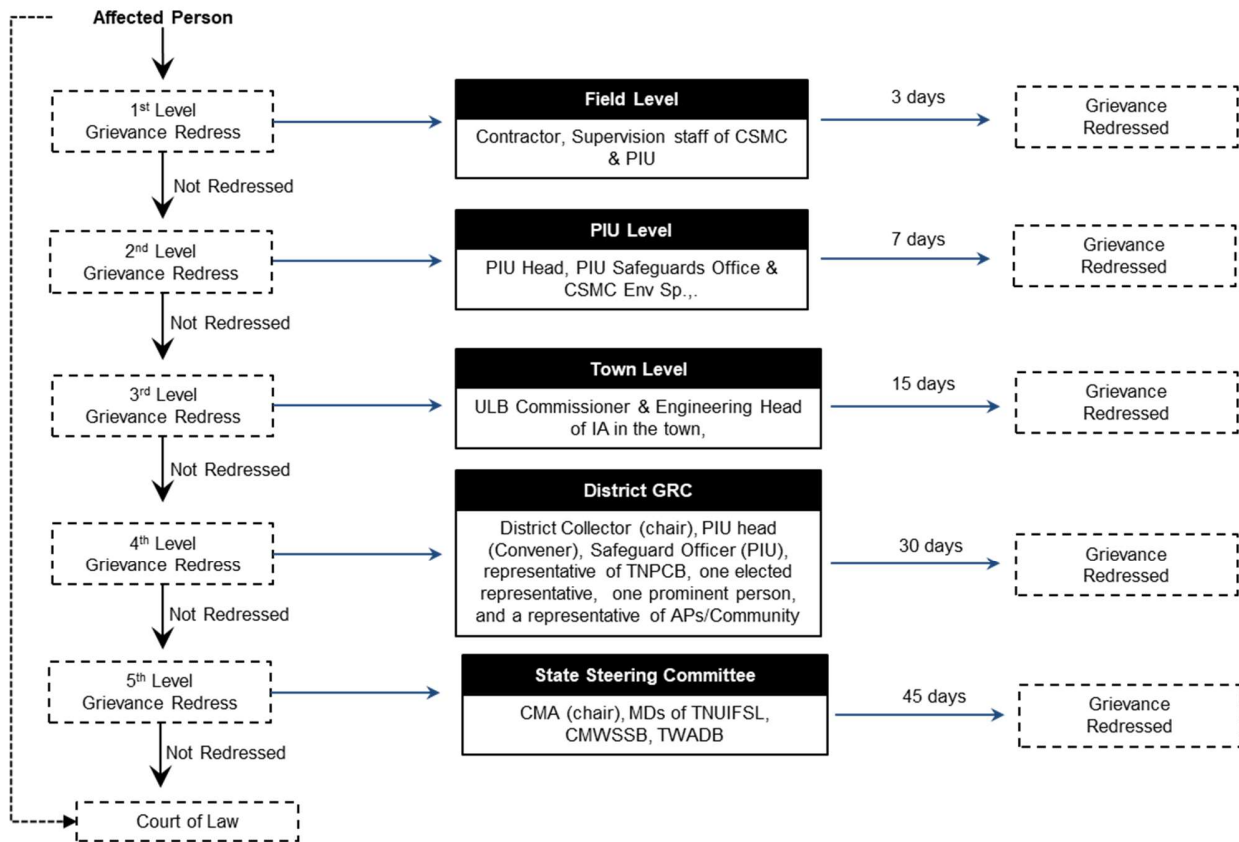 Affected Person
1st Level
Grievance Redress
Field Level
Contractor, Supervision staff of CSMC
& PIU
3 days
Grievance
Redressed
Not Redressed
2nd Level
Grievance Redress
PIU Level
PIU Head, PIU Safeguards Office &
CSMC Env Sp.,.
7 days
Grievance
Redressed
Not Redressed
3rd Level
Grievance Redress
Town Level
ULB Commissioner & Engineering Head
of IA in the town,
15 days
Grievance
Redressed
Not Redressed
4th Level
Grievance Redress
District GRC
District Collector (chair), PIU head
(Convener), Safeguard Officer (PIU),
representative of TNPCB, one elected
representative, one prominent person,
and a representative of APs/Community
30 days
Grievance
Redressed
Not Redressed
5th Level
Grievance Redress
State Steering Committee
CMA (chair), MDs of TNUIFSL,
CMWSSB, TWADB
45 days
Grievance
Redressed
Not Redressed
Court of Law